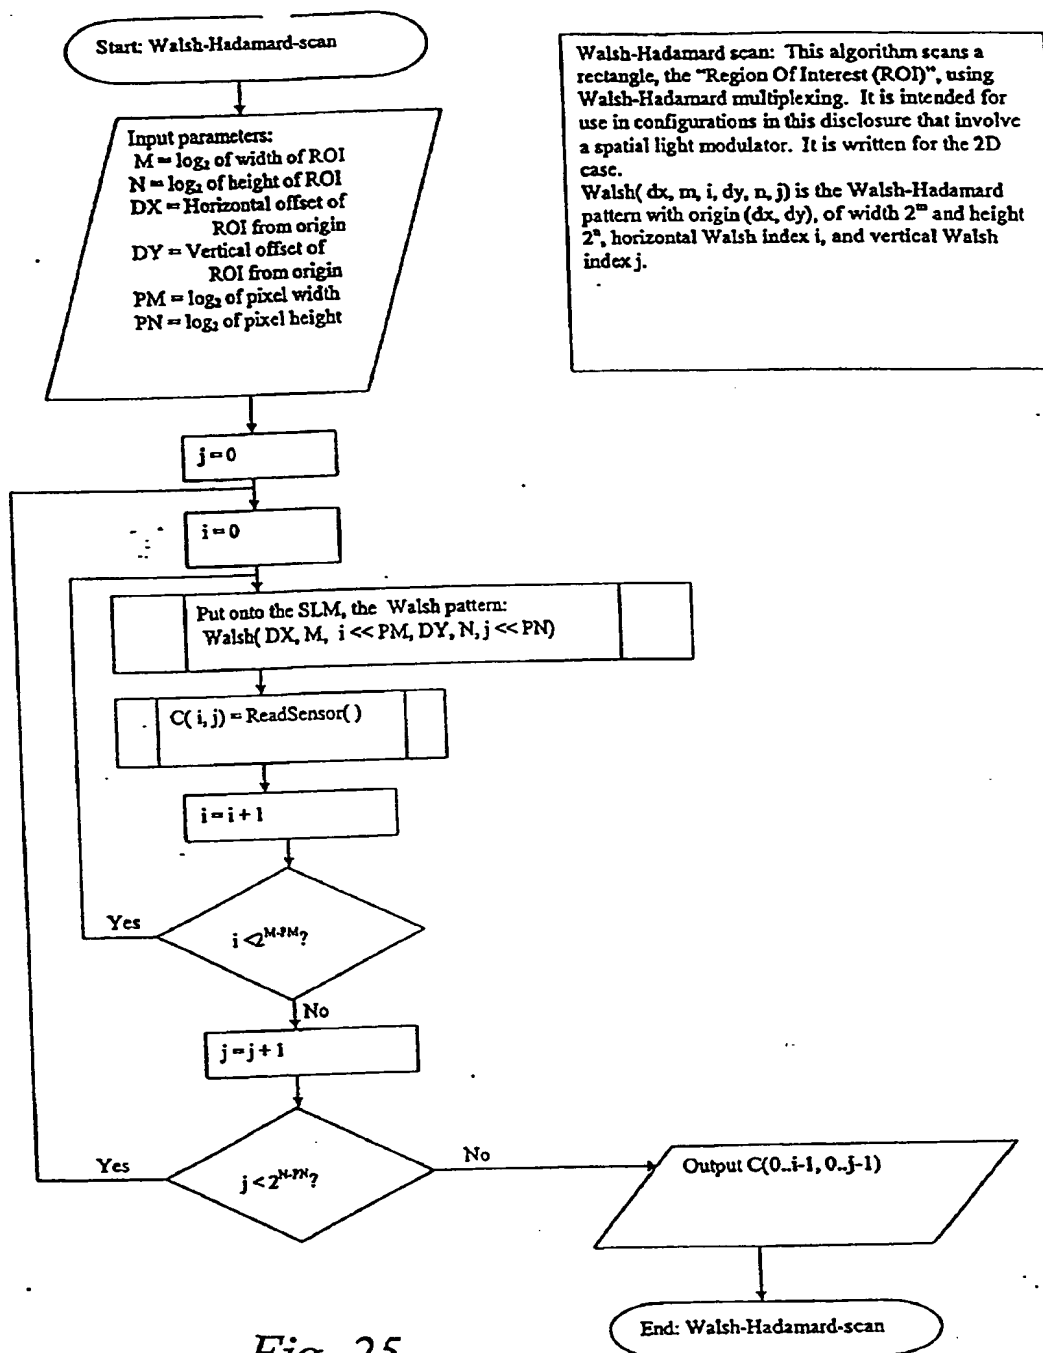 Start: Walsh-Hadamard-scan
Walsh-Hadamard scan: This algorithm scans a
rectangle, the "Region Of Interest (ROI)", using
Walsh-Hadamard multiplexing. It is intended for
use in configurations in this disclosure that involve
a spatial light modulator. It is written for the 2D
case.
Walsh( dx, m, i, dy, n, j) is the Walsh-Hadamard
pattern with origin (dx, dy), of width 2ᵐ and height
2ⁿ, horizontal Walsh index i, and vertical Walsh
index j.
Input parameters:
M = log₂ of width of ROI
N = log₂ of height of ROI
DX = Horizontal offset of
ROI from origin
DY = Vertical offset of
ROI from origin
PM = log₂ of pixel width
PN = log₂ of pixel height
j = 0
i = 0
Put onto the SLM, the Walsh pattern:
Walsh( DX, M, i << PM, DY, N, j << PN)
C( i, j) = ReadSensor( )
i = i + 1
Yes
i <2^M-PM?
No
j = j + 1
Yes
j < 2^N-PN?
No
Output C(0..i-1, 0..j-1)
End: Walsh-Hadamard-scan
Fig. 25